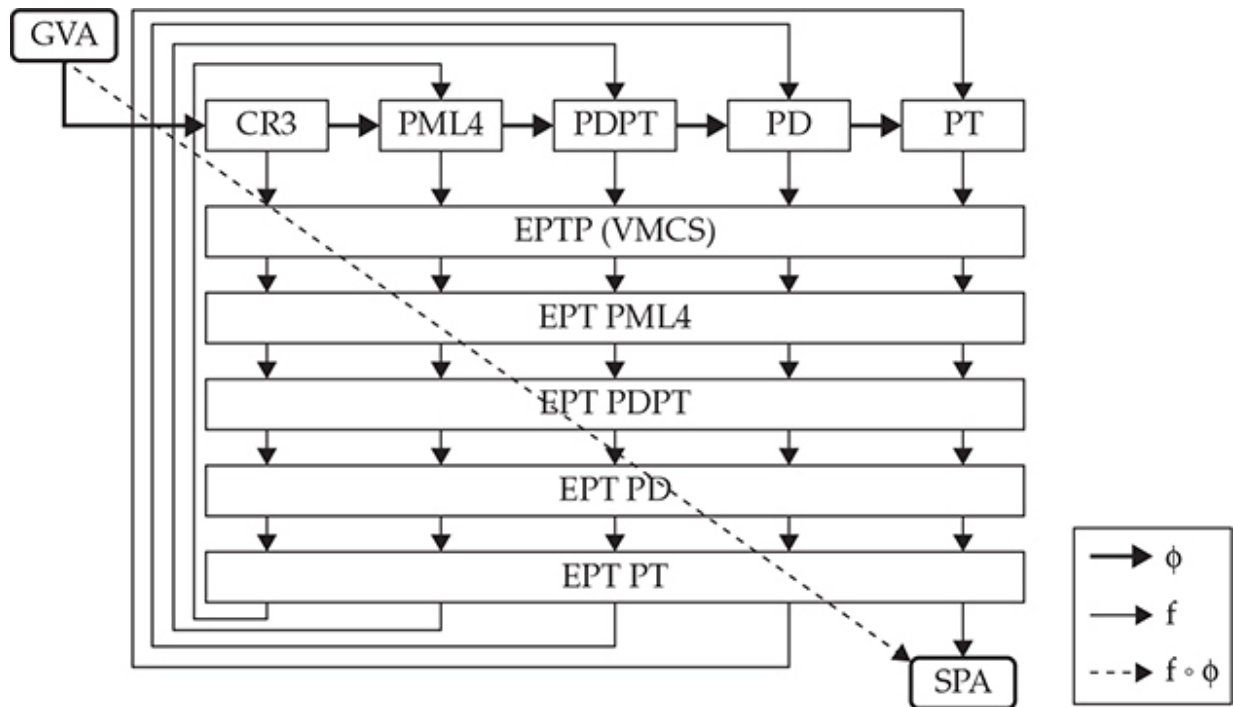 GVA
CR3 PML4 PDPT PD PT
EPTP (VMCS)
EPT PML4
EPT PDPT
EPT PD
EPT PT
SPA
ϕ
f
f ∘ ϕ